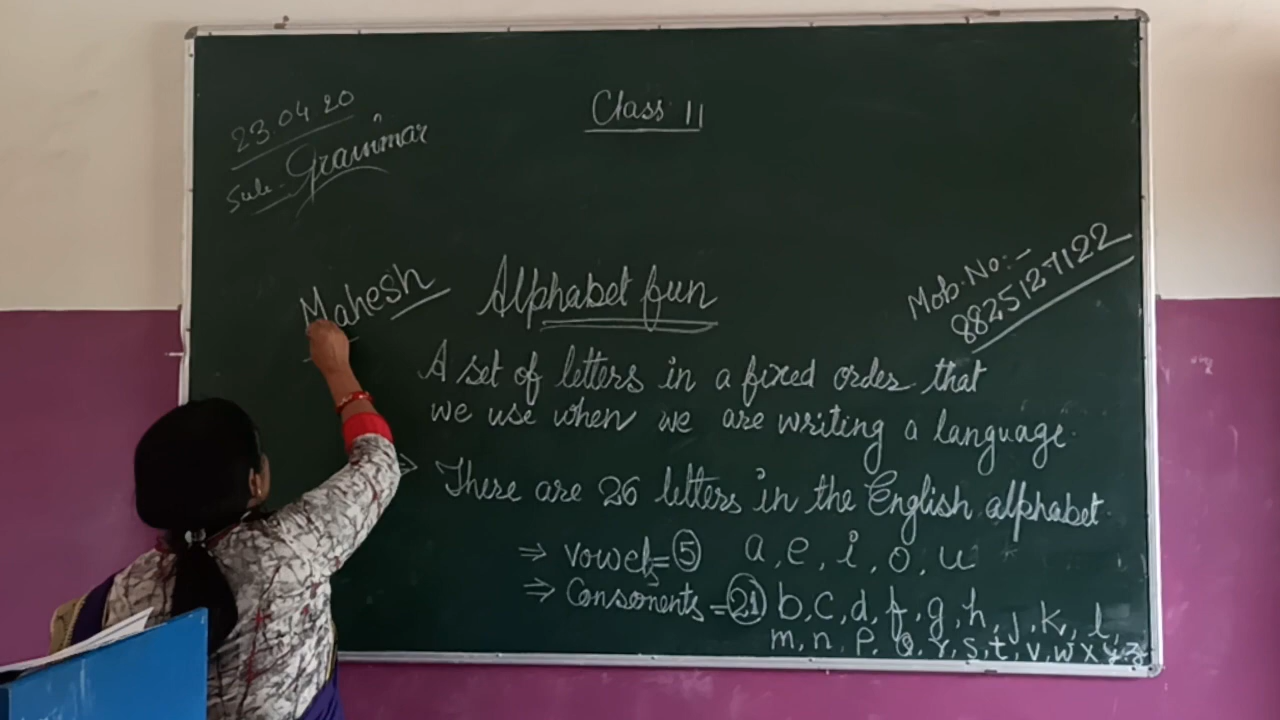 23.04.20
Class II
Sub- Grammar
Mob. No:-
8825127122
Mahesh
Alphabet fun
A set of letters in a fixed order that
we use when we are writing a language.
⇒ There are 26 letters in the English alphabet.
⇒ vowels = 5 a, e, i, o, u
⇒ Consonents = 21 b, c, d, f, g, h, j, k, l,
m, n, p, Q, r, s, t, v, w x y z